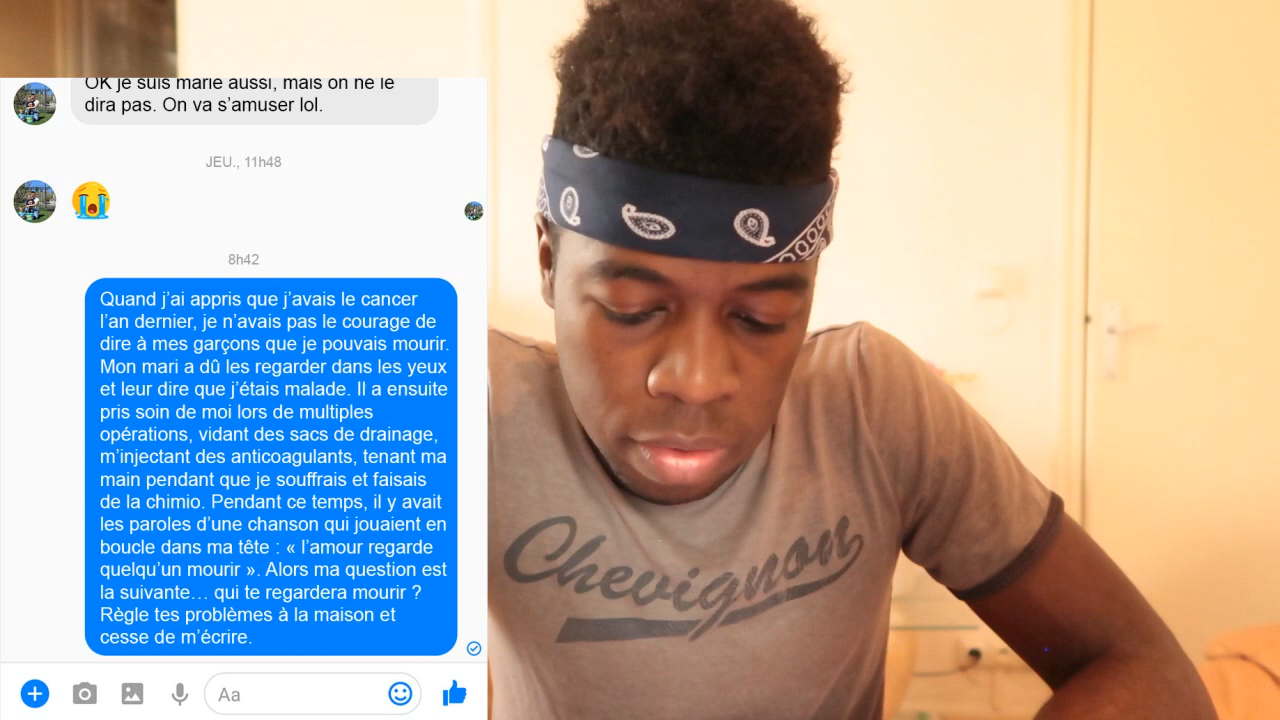 OK je suis marié aussi, mais on ne le
dira pas. On va s’amuser lol.
JEU., 11h48
8h42
Quand j’ai appris que j’avais le cancer
l’an dernier, je n’avais pas le courage de
dire à mes garçons que je pouvais mourir.
Mon mari a dû les regarder dans les yeux
et leur dire que j’étais malade. Il a ensuite
pris soin de moi lors de multiples
opérations, vidant des sacs de drainage,
m’injectant des anticoagulants, tenant ma
main pendant que je souffrais et faisais
de la chimio. Pendant ce temps, il y avait
les paroles d’une chanson qui jouaient en
boucle dans ma tête : « l’amour regarde
quelqu’un mourir ». Alors ma question est
la suivante… qui te regardera mourir ?
Règle tes problèmes à la maison et
cesse de m’écrire.
Aa
Chevignon